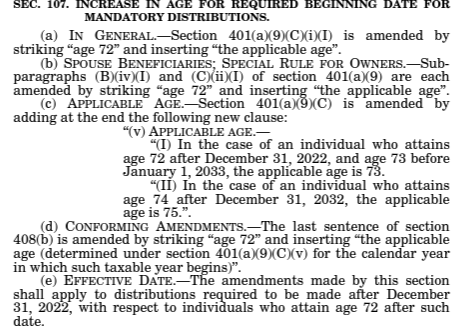 SEC. 107. INCREASE IN AGE FOR REQUIRED BEGINNING DATE FOR
MANDATORY DISTRIBUTIONS.
(a) IN GENERAL.—Section 401(a)(9)(C)(i)(I) is amended by
striking “age 72” and inserting “the applicable age”.
(b) SPOUSE BENEFICIARIES; SPECIAL RULE FOR OWNERS.—Sub-
paragraphs (B)(iv)(I) and (C)(ii)(I) of section 401(a)(9) are each
amended by striking “age 72” and inserting “the applicable age”.
(c) APPLICABLE AGE.—Section 401(a)(9)(C) is amended by
adding at the end the following new clause:
“(v) APPLICABLE AGE.—
“(I) In the case of an individual who attains
age 72 after December 31, 2022, and age 73 before
January 1, 2033, the applicable age is 73.
“(II) In the case of an individual who attains
age 74 after December 31, 2032, the applicable
age is 75.”.
(d) CONFORMING AMENDMENTS.—The last sentence of section
408(b) is amended by striking “age 72” and inserting “the applicable
age (determined under section 401(a)(9)(C)(v) for the calendar year
in which such taxable year begins)”.
(e) EFFECTIVE DATE.—The amendments made by this section
shall apply to distributions required to be made after December
31, 2022, with respect to individuals who attain age 72 after such
date.